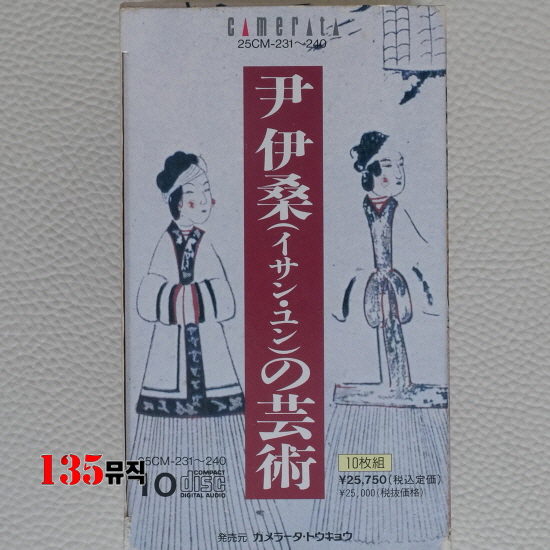 camerata
25CM-231〜240
尹伊桑(イサン・ユン)の芸術
25CM-231〜240
135뮤직
10
COMPACT
disc
DIGITAL AUDIO
10枚組
¥25,750(税込定価)
¥25,000(税抜価格)
発売元 カメラータ・トウキョウ